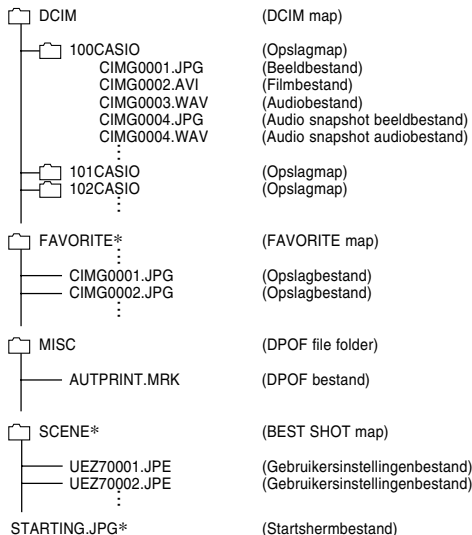 DCIM (DCIM map)
100CASIO (Opslagmap)
CIMG0001.JPG (Beeldbestand)
CIMG0002.AVI (Filmbestand)
CIMG0003.WAV (Audiobestand)
CIMG0004.JPG (Audio snapshot beeldbestand)
CIMG0004.WAV (Audio snapshot audiobestand)
101CASIO (Opslagmap)
102CASIO (Opslagmap)
FAVORITE* (FAVORITE map)
CIMG0001.JPG (Opslagbestand)
CIMG0002.JPG (Opslagbestand)
MISC (DPOF file folder)
AUTPRINT.MRK (DPOF bestand)
SCENE* (BEST SHOT map)
UEZ70001.JPE (Gebruikersinstellingenbestand)
UEZ70002.JPE (Gebruikersinstellingenbestand)
STARTING.JPG* (Startshermbestand)